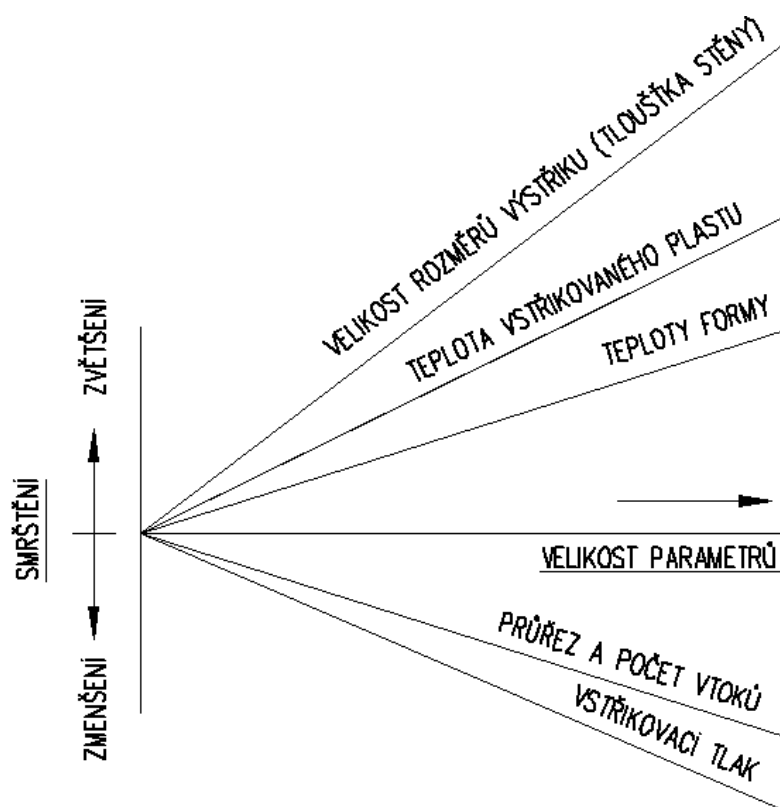 VELIKOST ROZMĚRŮ VÝSTŘIKU (TLOUŠŤKA STĚNY)
TEPLOTA VSTŘIKOVANÉHO PLASTU
TEPLOTY FORMY
ZVĚTŠENÍ
SMRŠTĚNÍ
ZMENŠENÍ
VELIKOST PARAMETRŮ
PRŮŘEZ A POČET VTOKŮ
VSTŘIKOVACÍ TLAK